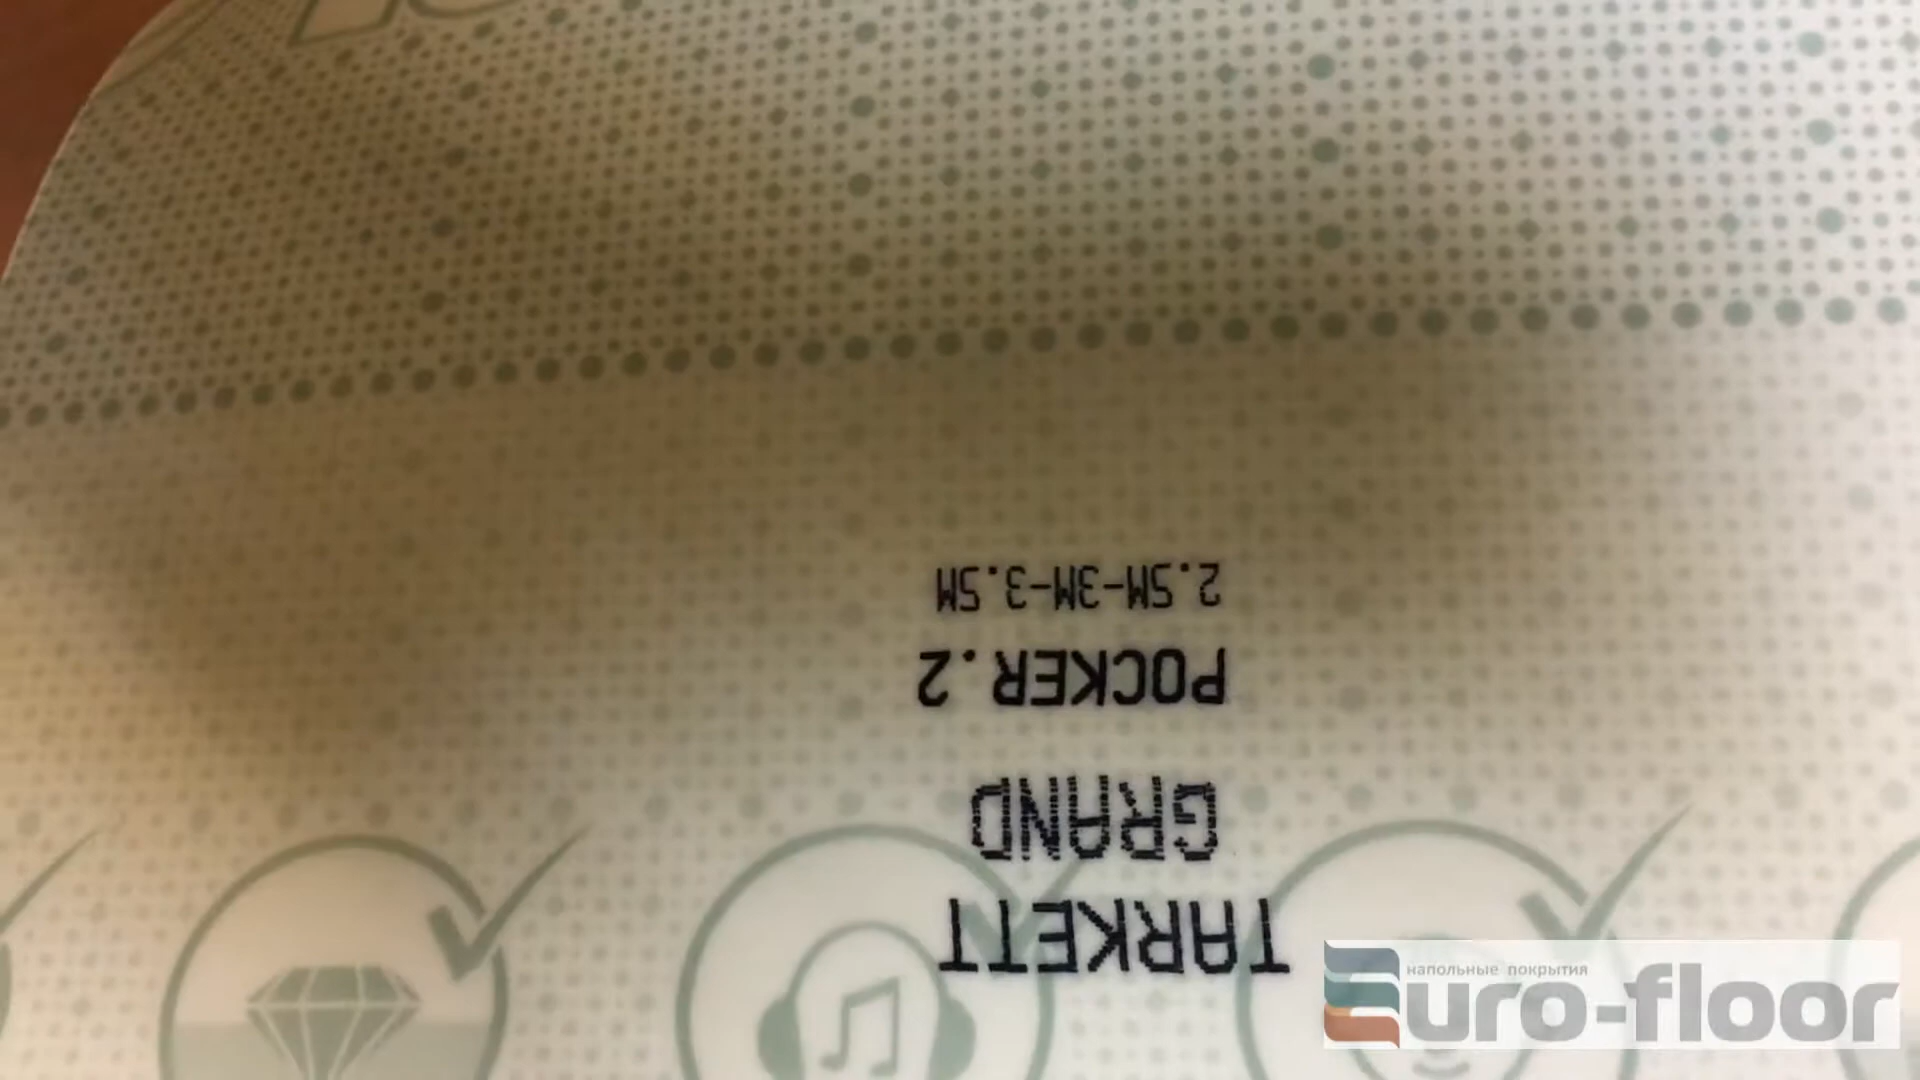 TARKETT
GRAND
POCKER.2
2.5M-3M-3.5M
напольные покрытия
Euro-floor